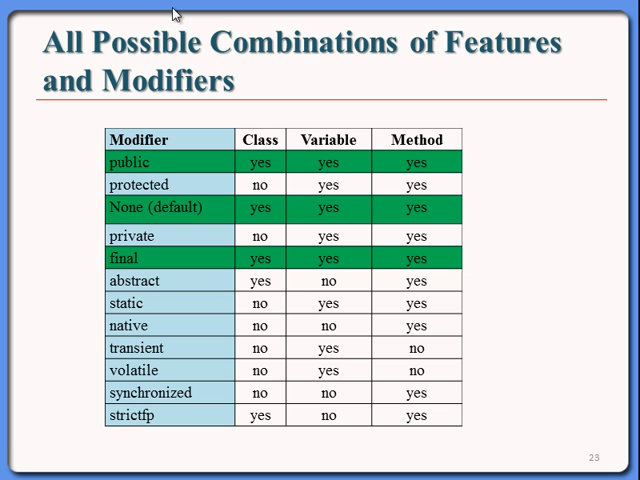 All Possible Combinations of Features
and Modifiers
Modifier Class Variable Method
public yes yes yes
protected no yes yes
None (default) yes yes yes
private no yes yes
final yes yes yes
abstract yes no yes
static no yes yes
native no no yes
transient no yes no
volatile no yes no
synchronized no no yes
strictfp yes no yes
23